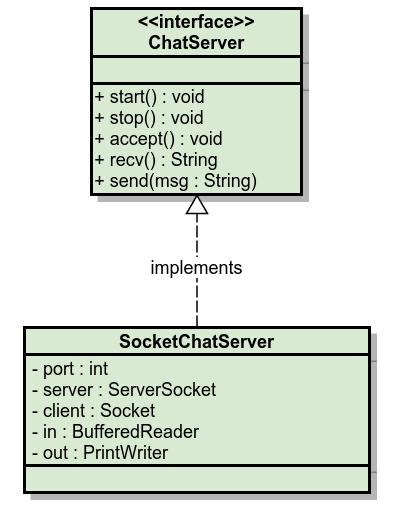 <<interface>>
ChatServer
+ start() : void
+ stop() : void
+ accept() : void
+ recv() : String
+ send(msg : String)
implements
SocketChatServer
- port : int
- server : ServerSocket
- client : Socket
- in : BufferedReader
- out : PrintWriter